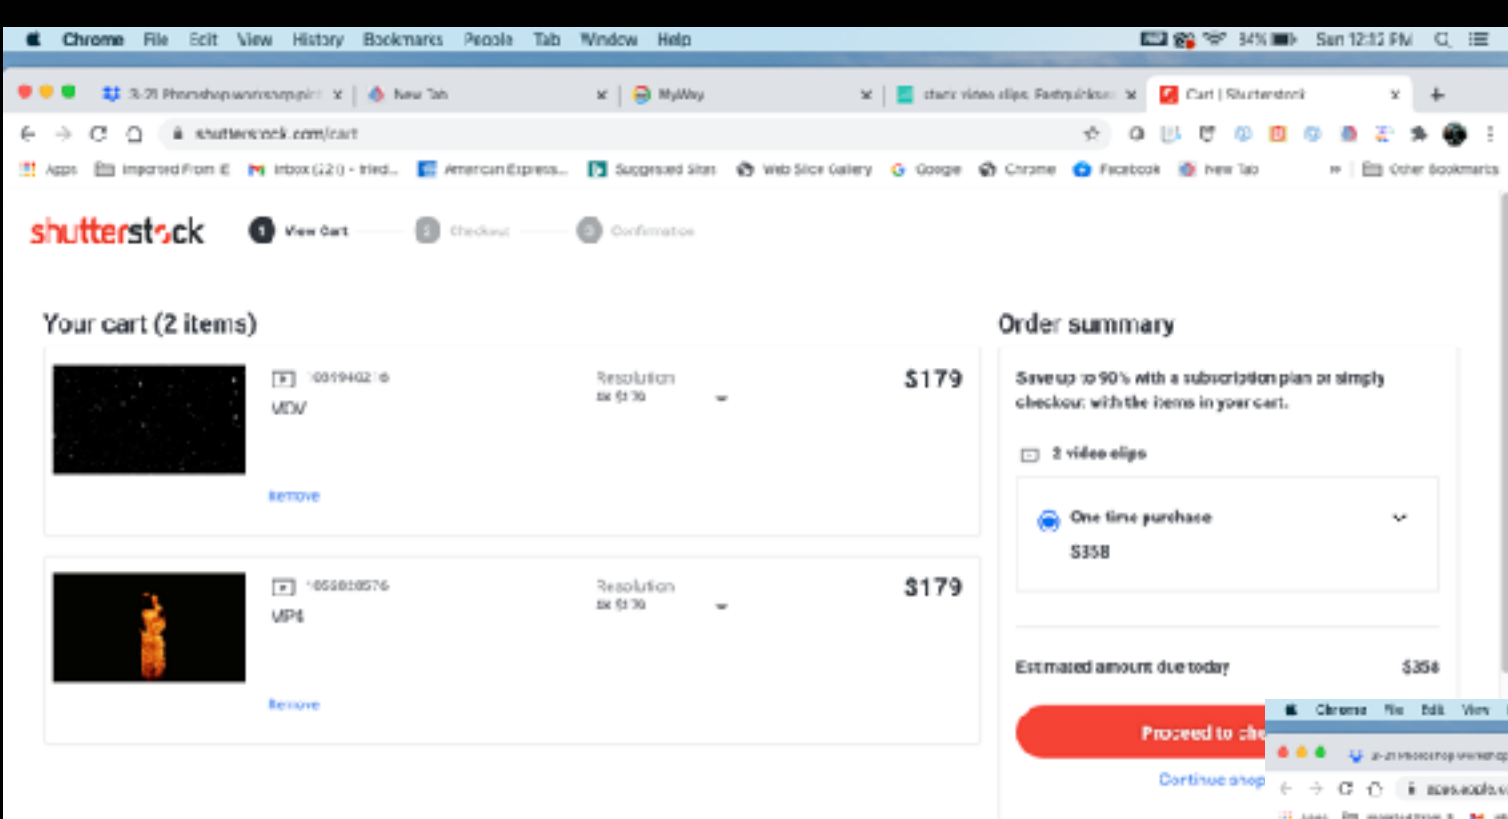 Chrome File Edit View History Bookmarks People Tab Window Help
34% Sun 12:12 PM
New Tab
MyWay
Cart | Shutterstock
shutterstock.com/cart
Apps Imported From IE American Express... Suggested Sites Web Slice Gallery Google Chrome Facebook New Tab Other Bookmarks
shutterstock 1 View Cart Checkout Confirmation
Your cart (2 items)
Order summary
Resolution
$179
MOV
Remove
Save up to 90% with a subscription plan or simply
checkout with the items in your cart.
2 video clips
One time purchase
$358
Resolution
$179
MP4
Remove
Estimated amount due today $358
Proceed to che
Continue shop
Chrome File Edit View